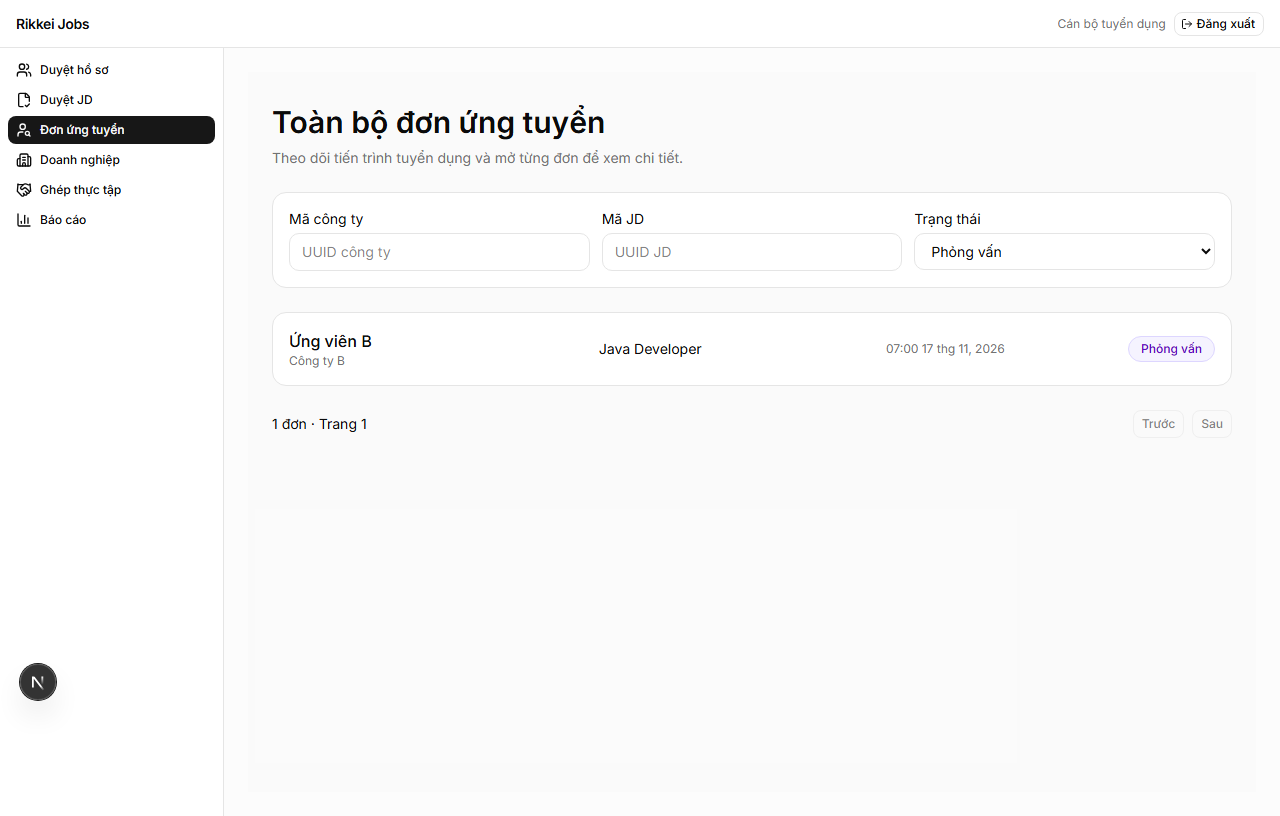 Rikkei Jobs
Cán bộ tuyển dụng
Đăng xuất
Duyệt hồ sơ
Duyệt JD
Đơn ứng tuyển
Doanh nghiệp
Ghép thực tập
Báo cáo
Toàn bộ đơn ứng tuyển
Theo dõi tiến trình tuyển dụng và mở từng đơn để xem chi tiết.
Mã công ty
Mã JD
Trạng thái
UUID công ty
UUID JD
Phỏng vấn
Ứng viên B
Công ty B
Java Developer
07:00 17 thg 11, 2026
Phỏng vấn
1 đơn · Trang 1
Trước
Sau
N